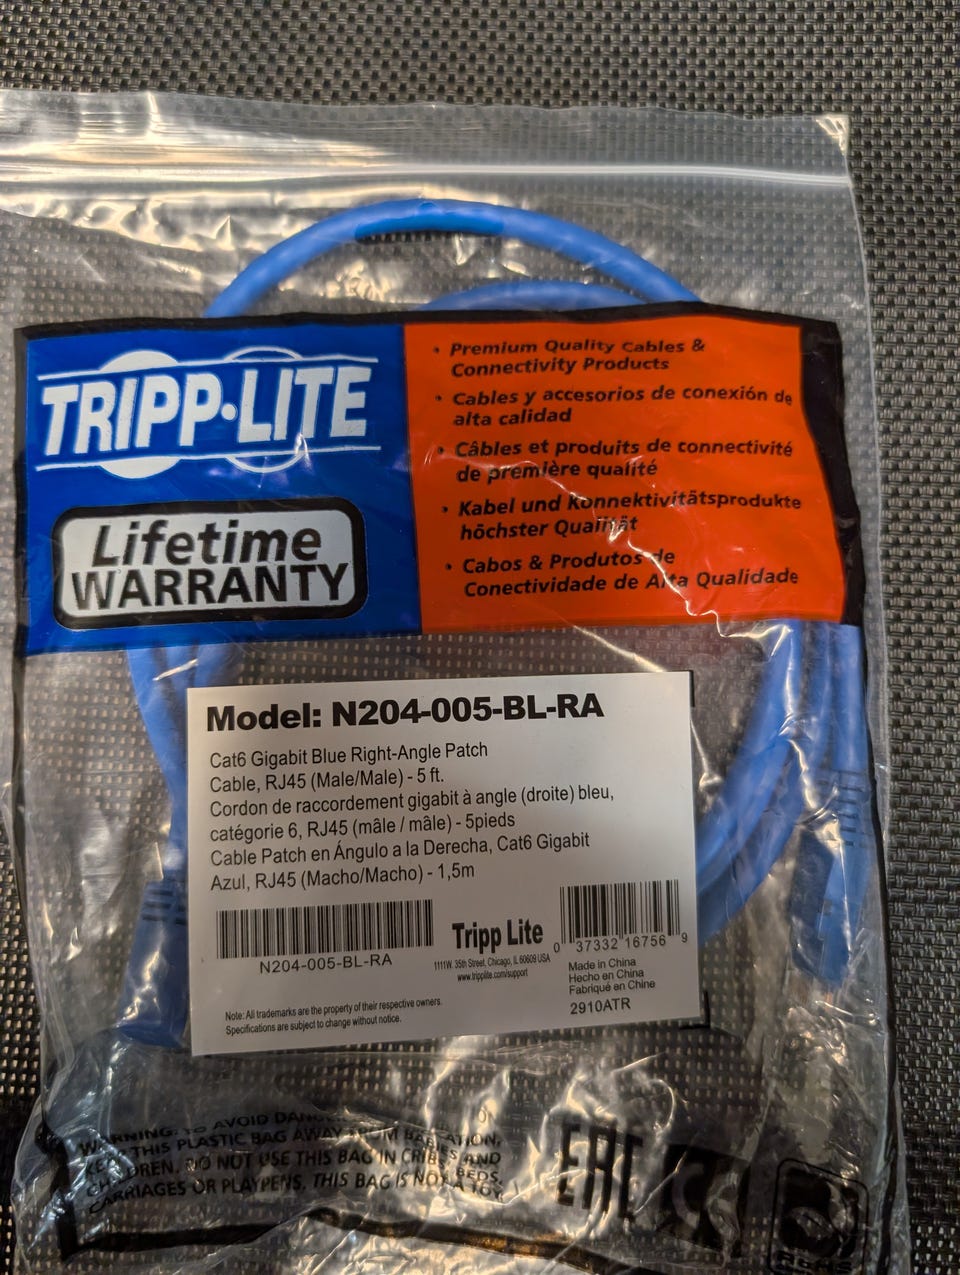 TRIPP·LITE
Lifetime
WARRANTY
• Premium Quality Cables &
Connectivity Products
• Cables y accesorios de conexión de
alta calidad
• Câbles et produits de connectivité
de première qualité
• Kabel und Konnektivitätsprodukte
höchster Qualität
• Cabos & Produtos de
Conectividade de Alta Qualidade
Model: N204-005-BL-RA
Cat6 Gigabit Blue Right-Angle Patch
Cable, RJ45 (Male/Male) - 5 ft.
Cordon de raccordement gigabit à angle (droite) bleu,
catégorie 6, RJ45 (mâle / mâle) - 5pieds
Cable Patch en Ángulo a la Derecha, Cat6 Gigabit
Azul, RJ45 (Macho/Macho) - 1,5m
N204-005-BL-RA
Tripp Lite
1111W. 35th Street, Chicago, IL 60609 USA
www.tripplite.com/support
0 37332 16756 9
Made in China
Hecho en China
Fabriqué en Chine
2910ATR
Note: All trademarks are the property of their respective owners.
Specifications are subject to change without notice.
WARNING: TO AVOID
THIS PLASTIC BAG AWAY FROM
CHILDREN. DO NOT USE THIS BAG IN CRIBS AND BEDS,
CARRIAGES OR PLAYPENS. THIS BAG IS NOT A TOY
EAC